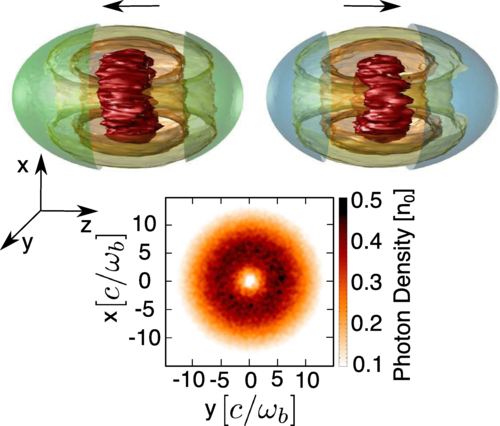 x
y
z
x [c/ω_b]
10
5
0
-5
-10
-10 -5 0 5 10
y [c/ω_b]
0.5
0.4
0.3
0.2
0.1
Photon Density [n_0]